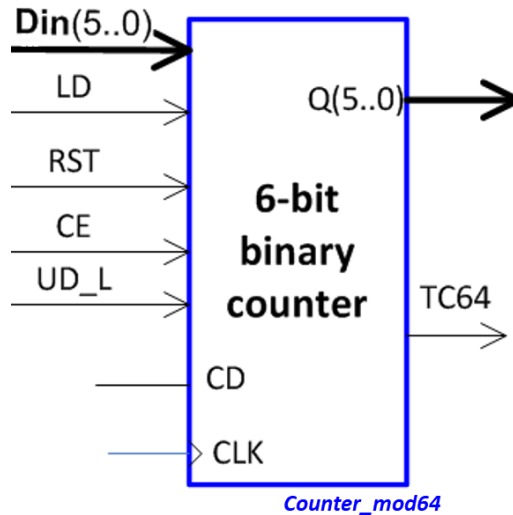 Din(5..0)
LD
Q(5..0)
RST
6-bit
binary
counter
CE
UD_L
TC64
CD
CLK
Counter_mod64